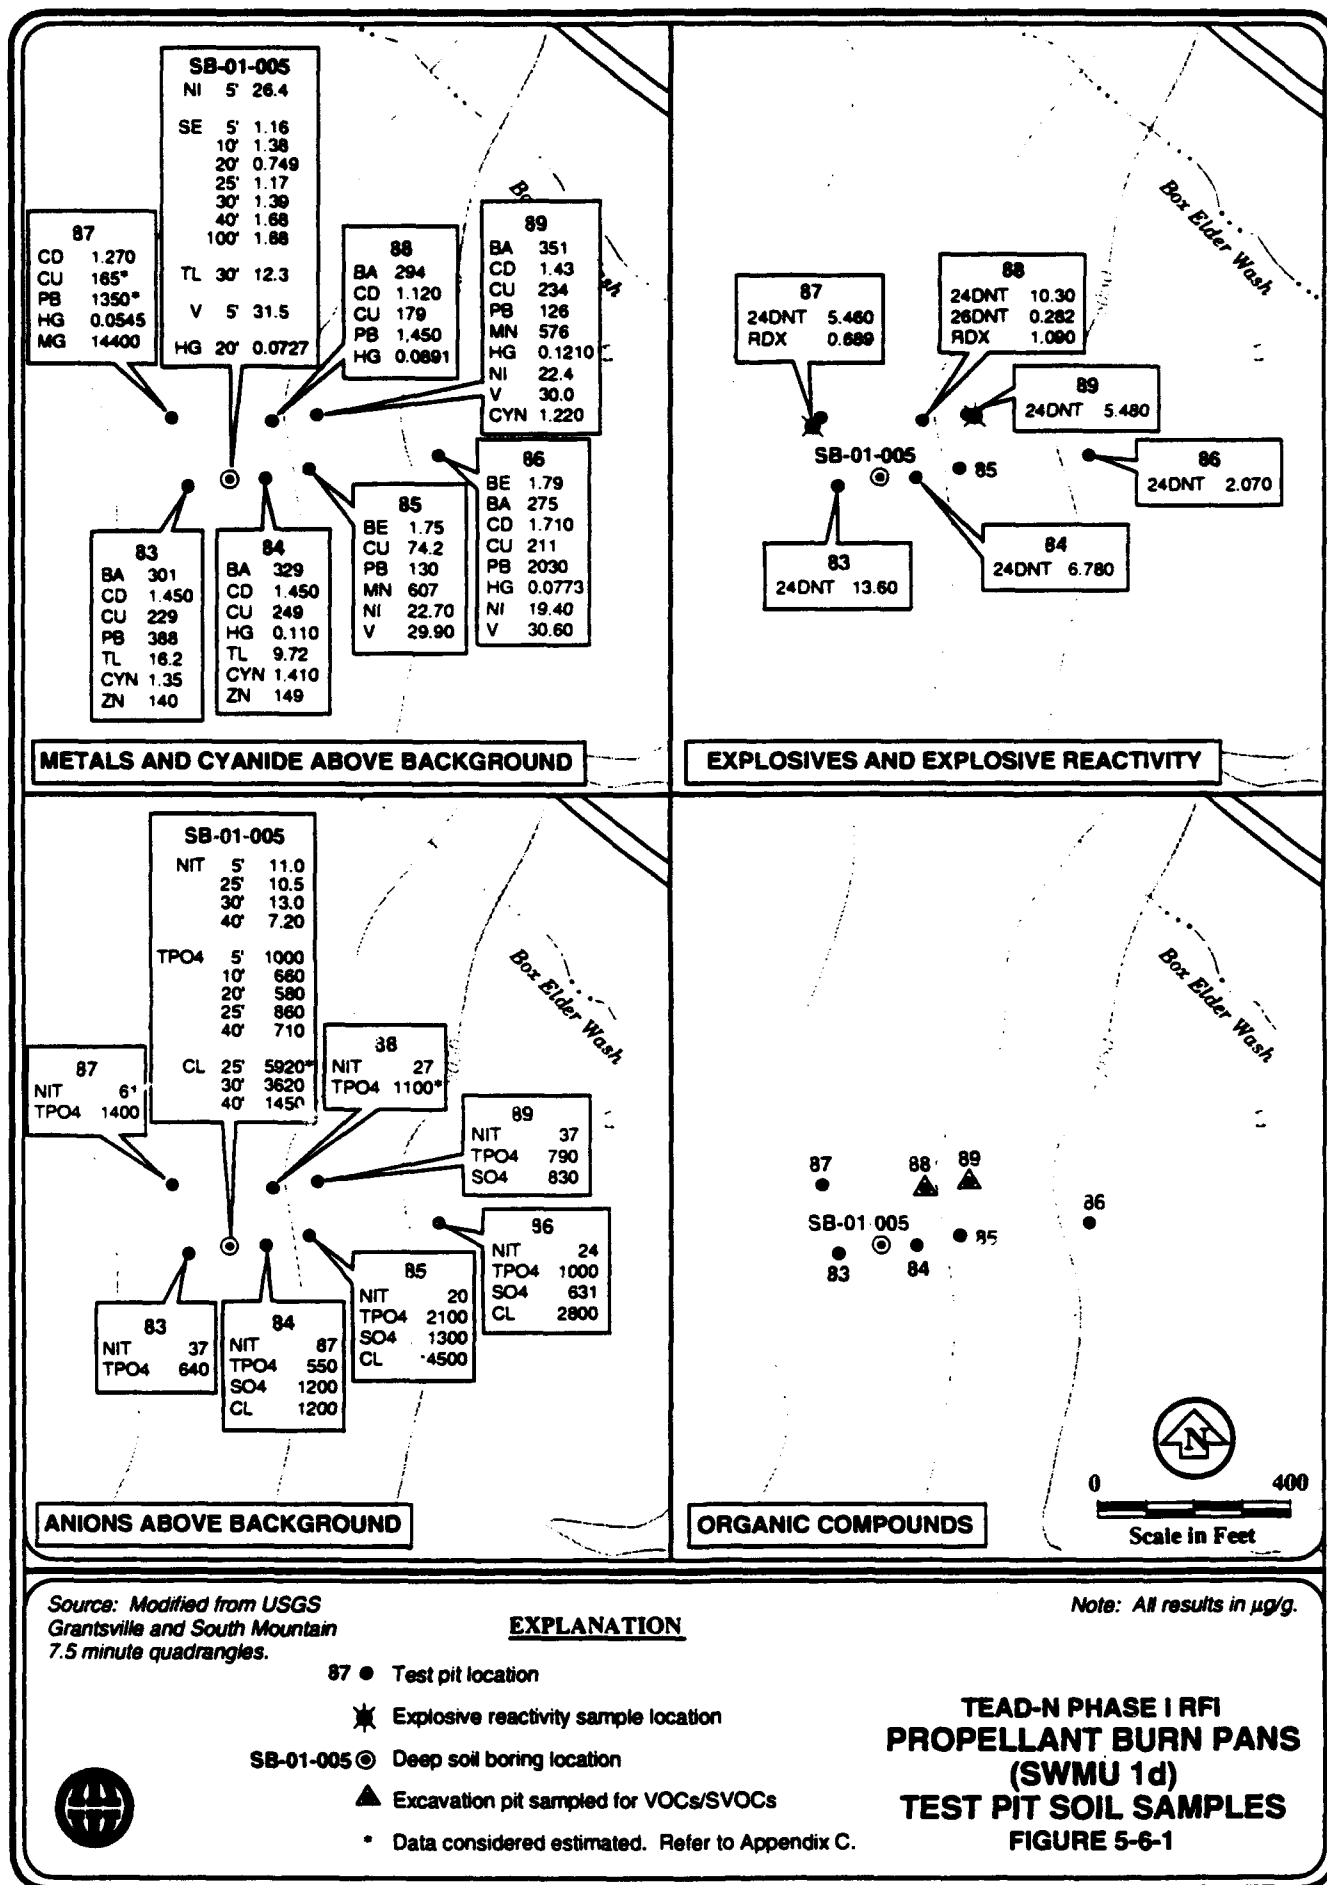 SB-01-005
NI 5' 26.4
SE 5' 1.16
10' 1.38
20' 0.749
25' 1.17
30' 1.39
40' 1.68
100' 1.68
TL 30' 12.3
V 5' 31.5
HG 20' 0.0727
87
CD 1.270
CU 165*
PB 1350*
HG 0.0545
MG 14400
88
BA 294
CD 1.120
CU 179
PB 1,450
HG 0.0891
89
BA 351
CD 1.43
CU 234
PB 126
MN 576
HG 0.1210
NI 22.4
V 30.0
CYN 1.220
83
BA 301
CD 1.450
CU 229
PB 388
TL 16.2
CYN 1.35
ZN 140
84
BA 329
CD 1.450
CU 249
HG 0.110
TL 9.72
CYN 1.410
ZN 149
85
BE 1.75
CU 74.2
PB 130
MN 607
NI 22.70
V 29.90
86
BE 1.79
BA 275
CD 1.710
CU 211
PB 2030
HG 0.0773
NI 19.40
V 30.60
METALS AND CYANIDE ABOVE BACKGROUND
Box Elder Wash
87
24DNT 5.460
RDX 0.689
88
24DNT 10.30
26DNT 0.282
RDX 1.090
89
24DNT 5.480
SB-01-005
85
86
24DNT 2.070
83
24DNT 13.60
84
24DNT 6.780
EXPLOSIVES AND EXPLOSIVE REACTIVITY
SB-01-005
NIT 5' 11.0
25' 10.5
30' 13.0
40' 7.20
TPO4 5' 1000
10' 660
20' 580
25' 860
40' 710
CL 25' 5920*
30' 3620
40' 1450
Box Elder Wash
87
NIT
TPO4 1400
88
NIT 27
TPO4 1100*
89
NIT 37
TPO4 790
SO4 830
83
NIT 37
TPO4 640
84
NIT 87
TPO4 550
SO4 1200
CL 1200
85
NIT 20
TPO4 2100
SO4 1300
CL 4500
86
NIT 24
TPO4 1000
SO4 631
CL 2800
ANIONS ABOVE BACKGROUND
Box Elder Wash
87
88
89
86
SB-01 005
85
83
84
N
0 400
Scale in Feet
ORGANIC COMPOUNDS
Source: Modified from USGS
Grantsville and South Mountain
7.5 minute quadrangles.
EXPLANATION
Note: All results in µg/g.
87 Test pit location
Explosive reactivity sample location
SB-01-005 Deep soil boring location
Excavation pit sampled for VOCs/SVOCs
* Data considered estimated. Refer to Appendix C.
TEAD-N PHASE I RFI
PROPELLANT BURN PANS
(SWMU 1d)
TEST PIT SOIL SAMPLES
FIGURE 5-6-1